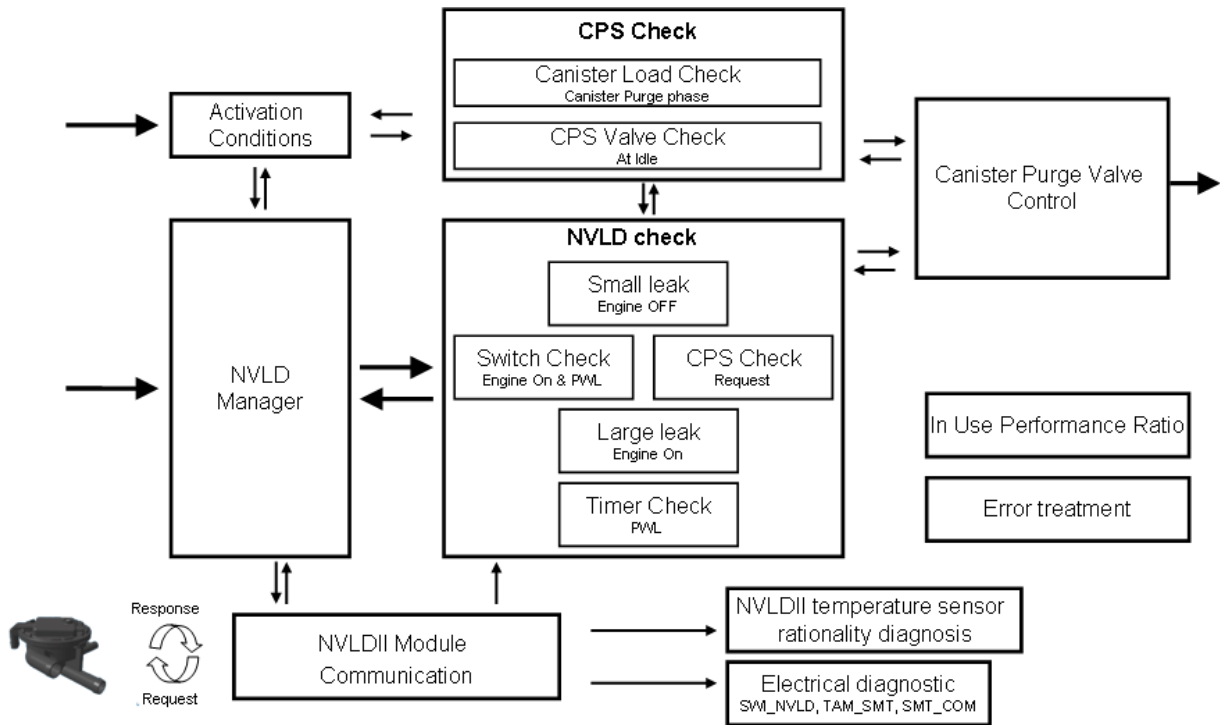 CPS Check
Canister Load Check
Canister Purge phase
CPS Valve Check
At Idle
Activation
Conditions
Canister Purge Valve
Control
NVLD
Manager
NVLD check
Small leak
Engine OFF
Switch Check
Engine On & PWL
CPS Check
Request
Large leak
Engine On
Timer Check
PWL
In Use Performance Ratio
Error treatment
Response
Request
NVLDII Module
Communication
NVLDII temperature sensor
rationality diagnosis
Electrical diagnostic
SWI_NVLD, TAM_SMT, SMT_COM